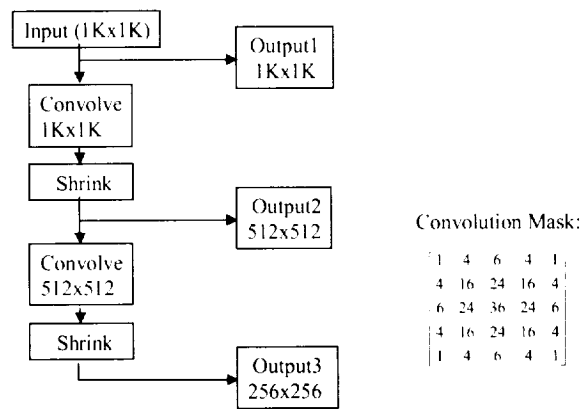 Input (1Kx1K)
Output1
1Kx1K
Convolve
1Kx1K
Shrink
Output2
512x512
Convolve
512x512
Shrink
Output3
256x256
Convolution Mask:
1 4 6 4 1
4 16 24 16 4
6 24 36 24 6
4 16 24 16 4
1 4 6 4 1